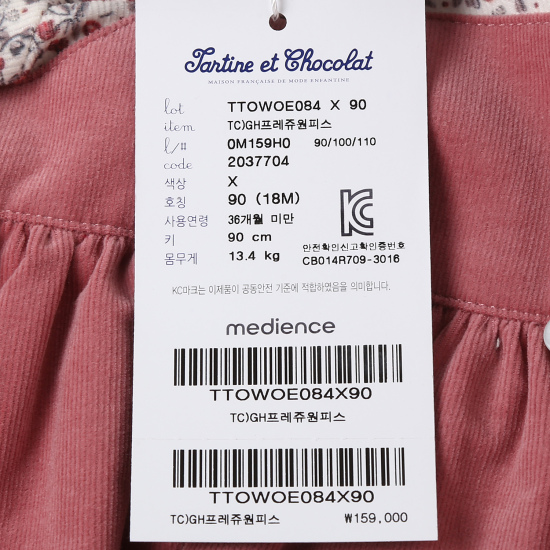 Tartine et Chocolat
MAISON FRANÇAISE DE MODE ENFANTINE
lot TTOWOE084 X 90
item TC)GH프레쥬원피스
l/# 0M159H0 90/100/110
code 2037704
색상 X
호칭 90 (18M)
사용연령 36개월 미만
키 90 cm
몸무게 13.4 kg
안전확인신고확인증번호
CB014R709-3016
KC마크는 이제품이 공동안전 기준에 적합하였음을 의미합니다.
medience
TTOWOE084X90
TC)GH프레쥬원피스
TTOWOE084X90
TC)GH프레쥬원피스 ₩159,000